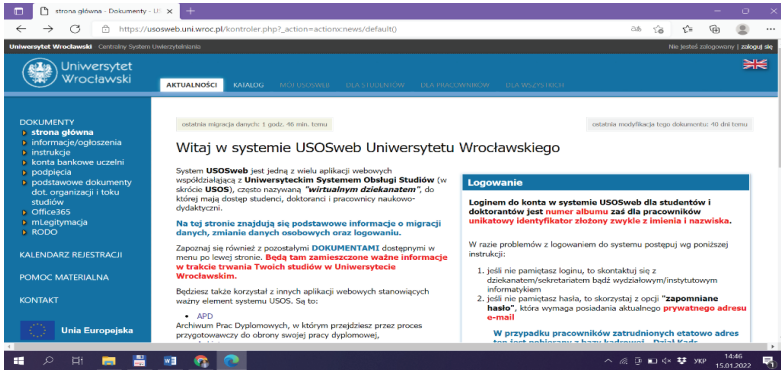 strona główna - Dokumenty - U
https://usosweb.uni.wroc.pl/kontroler.php?_action=actionx:news/default()
Uniwersytet Wrocławski Centralny System Uwierzytelniania
Nie jesteś zalogowany | zaloguj się
Uniwersytet
Wrocławski
AKTUALNOŚCI KATALOG MÓJ USOSWEB DLA STUDENTÓW DLA PRACOWNIKÓW DLA WSZYSTKICH
DOKUMENTY
strona główna
informacje/ogłoszenia
instrukcje
konta bankowe uczelni
podpięcia
podstawowe dokumenty
dot. organizacji i toku
studiów
Office365
mLegitymacja
RODO
KALENDARZ REJESTRACJI
POMOC MATERIALNA
KONTAKT
Unia Europejska
ostatnia migracja danych: 1 godz. 46 min. temu
ostatnia modyfikacja tego dokumentu: 40 dni temu
Witaj w systemie USOSweb Uniwersytetu Wrocławskiego
System USOSweb jest jedną z wielu aplikacji webowych
współdziałającą z Uniwersyteckim Systemem Obsługi Studiów (w
skrócie USOS), często nazywaną "wirtualnym dziekanatem", do
której mają dostęp studenci, doktoranci i pracownicy naukowo-
dydaktyczni.
Na tej stronie znajdują się podstawowe informacje o migracji
danych, zmianie danych osobowych oraz logowaniu.
Zapoznaj się również z pozostałymi DOKUMENTAMI dostępnymi w
menu po lewej stronie. Będą tam zamieszczone ważne informacje
w trakcie trwania Twoich studiów w Uniwersytecie
Wrocławskim.
Będziesz także korzystał z innych aplikacji webowych stanowiących
ważny element systemu USOS. Są to:
APD
Archiwum Prac Dyplomowych, w którym przejdziesz przez proces
przygotowawczy do obrony swojej pracy dyplomowej,
Logowanie
Loginem do konta w systemie USOSweb dla studentów i
doktorantów jest numer albumu zaś dla pracowników
unikatowy identyfikator złożony zwykle z imienia i nazwiska.
W razie problemów z logowaniem do systemu postępuj wg poniższej
instrukcji:
1. jeśli nie pamiętasz loginu, to skontaktuj się z
dziekanatem/sekretariatem bądź wydziałowym/instytutowym
informatykiem
2. jeśli nie pamiętasz hasła, to skorzystaj z opcji "zapomniane
hasło", która wymaga posiadania aktualnego prywatnego adresu
e-mail
W przypadku pracowników zatrudnionych etatowo adres
ten jest pobierany z bazy kadrowej - Dział Kadr
УКР
14:46
15.01.2022